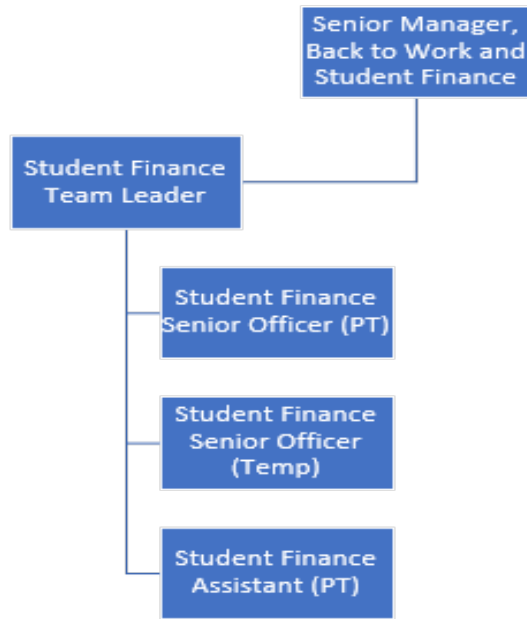 Senior Manager,
Back to Work and
Student Finance
Student Finance
Team Leader
Student Finance
Senior Officer (PT)
Student Finance
Senior Officer
(Temp)
Student Finance
Assistant (PT)